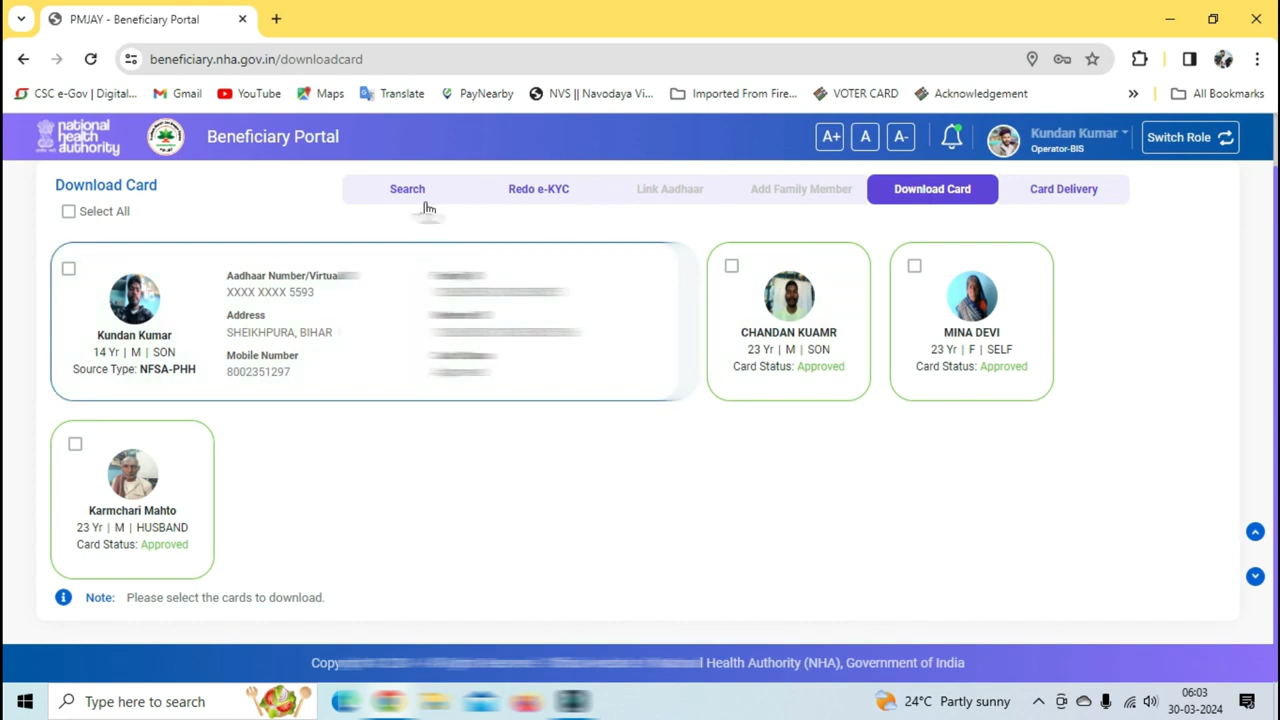 PMJAY - Beneficiary Portal
beneficiary.nha.gov.in/downloadcard
CSC e-Gov | Digital... Gmail YouTube Maps Translate PayNearby NVS || Navodaya Vi... Imported From Fire... VOTER CARD Acknowledgement » All Bookmarks
national
health
authority
Beneficiary Portal
A+ A A-
Kundan Kumar
Operator-BIS
Switch Role
Download Card
Search Redo e-KYC Link Aadhaar Add Family Member Download Card Card Delivery
Select All
Kundan Kumar
14 Yr | M | SON
Source Type: NFSA-PHH
Aadhaar Number/Virtua
XXXX XXXX 5593
Address
SHEIKHPURA, BIHAR
Mobile Number
8002351297
CHANDAN KUAMR
23 Yr | M | SON
Card Status: Approved
MINA DEVI
23 Yr | F | SELF
Card Status: Approved
Karmchari Mahto
23 Yr | M | HUSBAND
Card Status: Approved
Note: Please select the cards to download.
Copy Health Authority (NHA), Government of India
Type here to search
24°C Partly sunny
06:03
30-03-2024